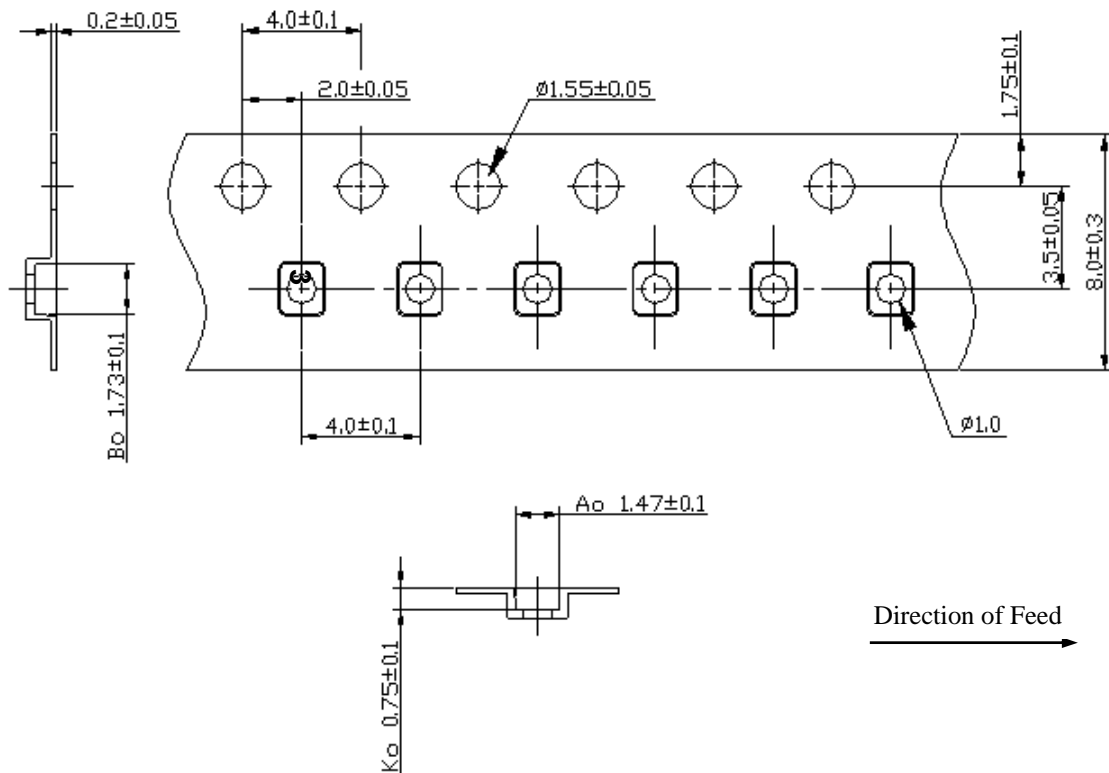 0.2±0.05
4.0±0.1
2.0±0.05
ø1.55±0.05
1.75±0.1
3.5±0.05
8.0±0.3
3
Bo 1.73±0.1
4.0±0.1
ø1.0
Ao 1.47±0.1
Ko 0.75±0.1
Direction of Feed